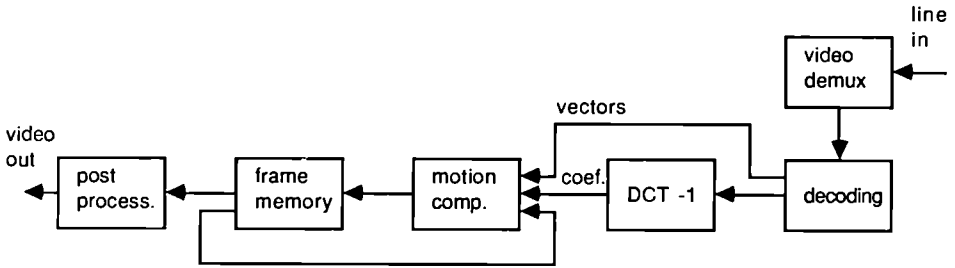 line
in
video
demux
vectors
video
out
post
process.
frame
memory
motion
comp.
coef.
DCT -1
decoding